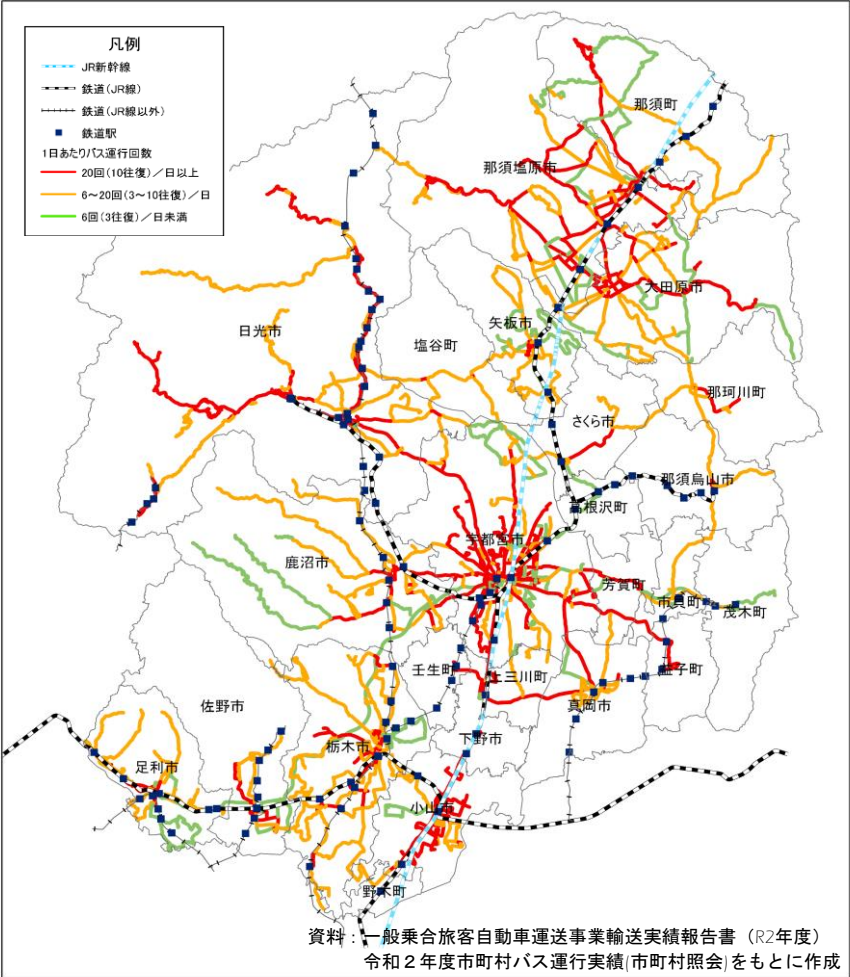 凡例
JR新幹線
鉄道(JR線)
鉄道(JR線以外)
鉄道駅
1日あたりバス運行回数
20回(10往復)/日以上
6～20回(3～10往復)/日
6回(3往復)/日未満
那須町
那須塩原市
大田原市
矢板市
日光市
塩谷町
那珂川町
さくら市
那須烏山市
高根沢町
宇都宮市
鹿沼市
芳賀町
市貝町
茂木町
壬生町
上三川町
益子町
真岡市
佐野市
下野市
栃木市
足利市
小山市
野木町
資料：一般乗合旅客自動車運送事業輸送実績報告書（R2年度）
令和２年度市町村バス運行実績(市町村照会)をもとに作成